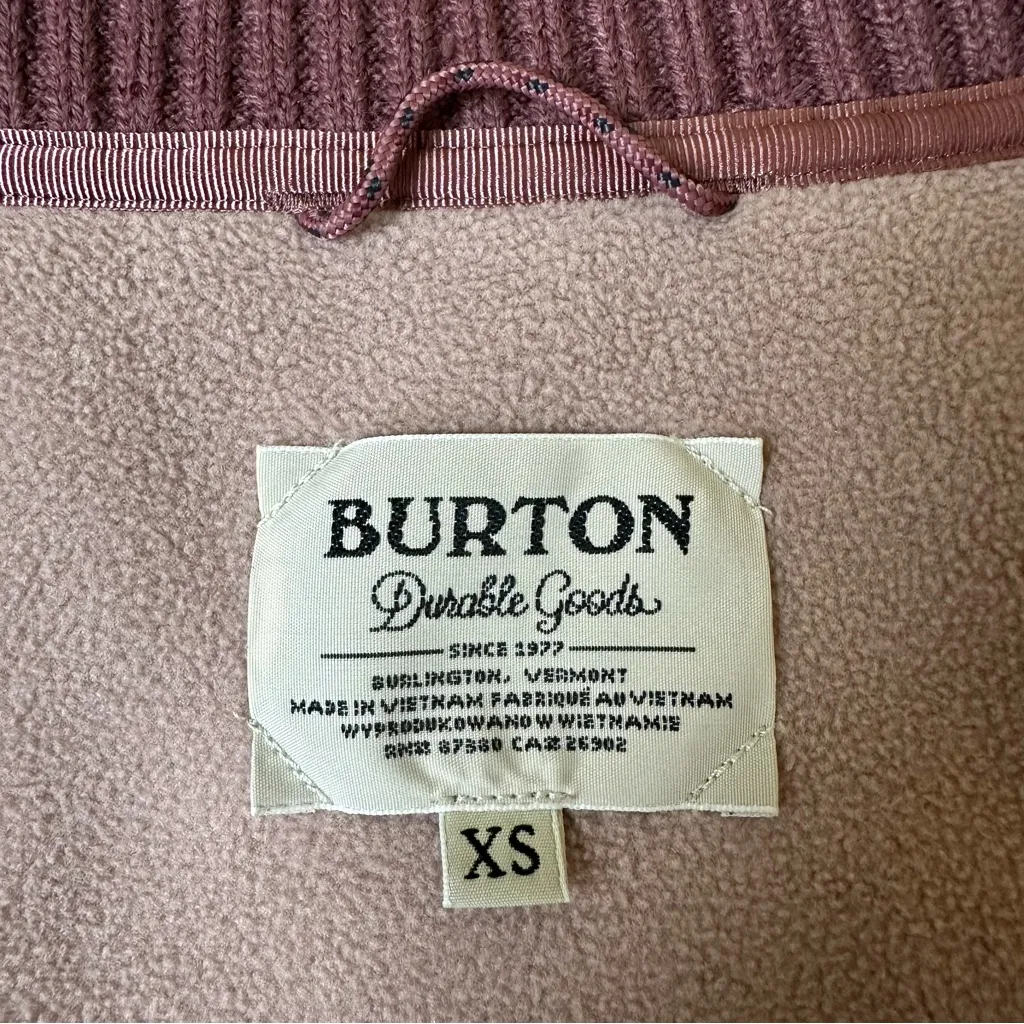 BURTON
Durable Goods
SINCE 1977
BURLINGTON, VERMONT
MADE IN VIETNAM FABRIQUÉ AU VIETNAM
WYPRODUKOWANO W WIETNAMIE
RN# 67380 CA# 26902
XS